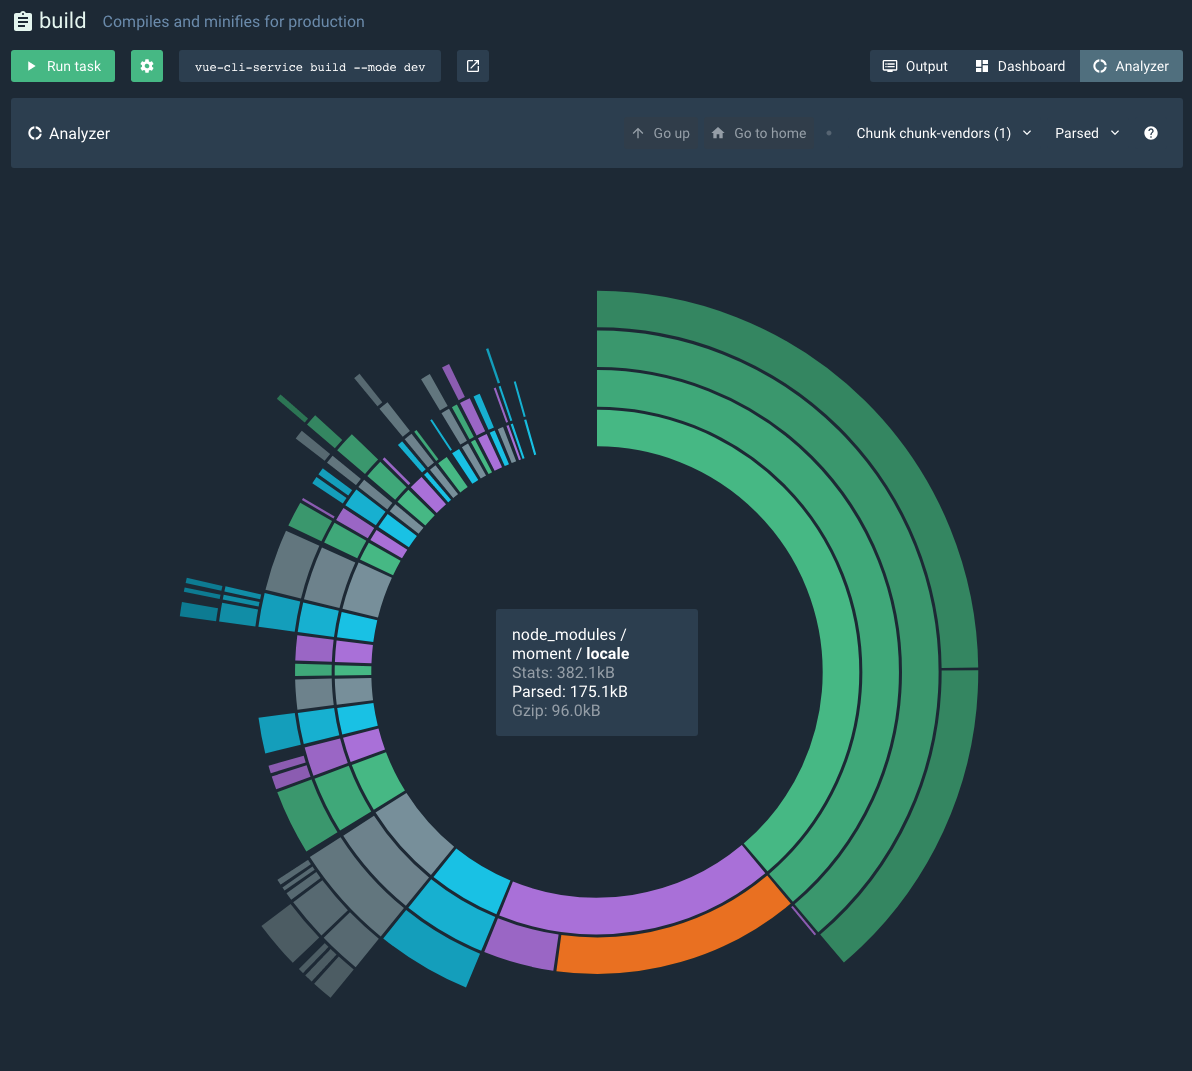 build Compiles and minifies for production
Run task vue-cli-service build --mode dev Output Dashboard Analyzer
Analyzer Go up Go to home Chunk chunk-vendors (1) Parsed ?
node_modules /
moment / locale
Stats: 382.1kB
Parsed: 175.1kB
Gzip: 96.0kB